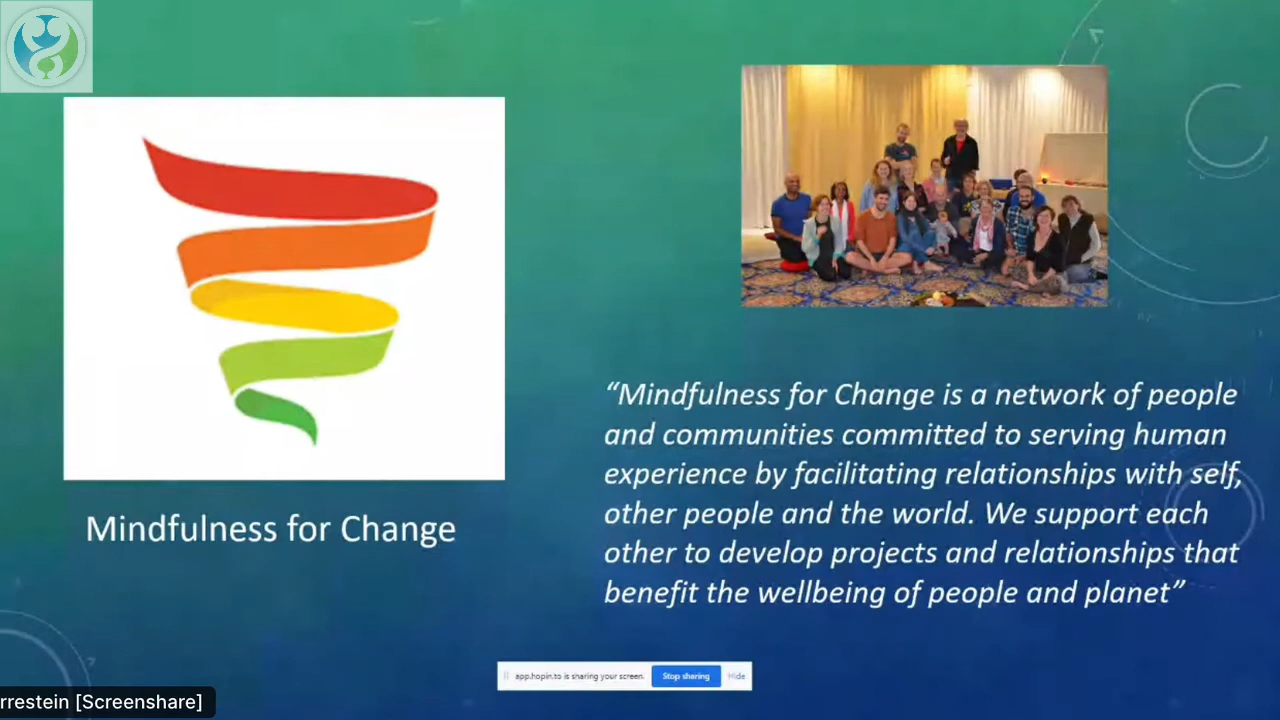 Mindfulness for Change
“Mindfulness for Change is a network of people
and communities committed to serving human
experience by facilitating relationships with self,
other people and the world. We support each
other to develop projects and relationships that
benefit the wellbeing of people and planet”
app.hopin.to is sharing your screen.
Stop sharing
Hide
rrestein [Screenshare]